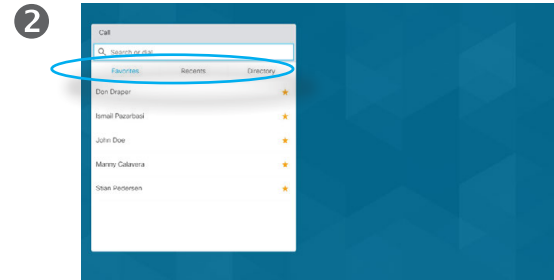 2
Call
Search or dial
Favorites Recents Directory
Don Draper
Ismail Pazarbasi
John Doe
Manny Calavera
Stian Pedersen